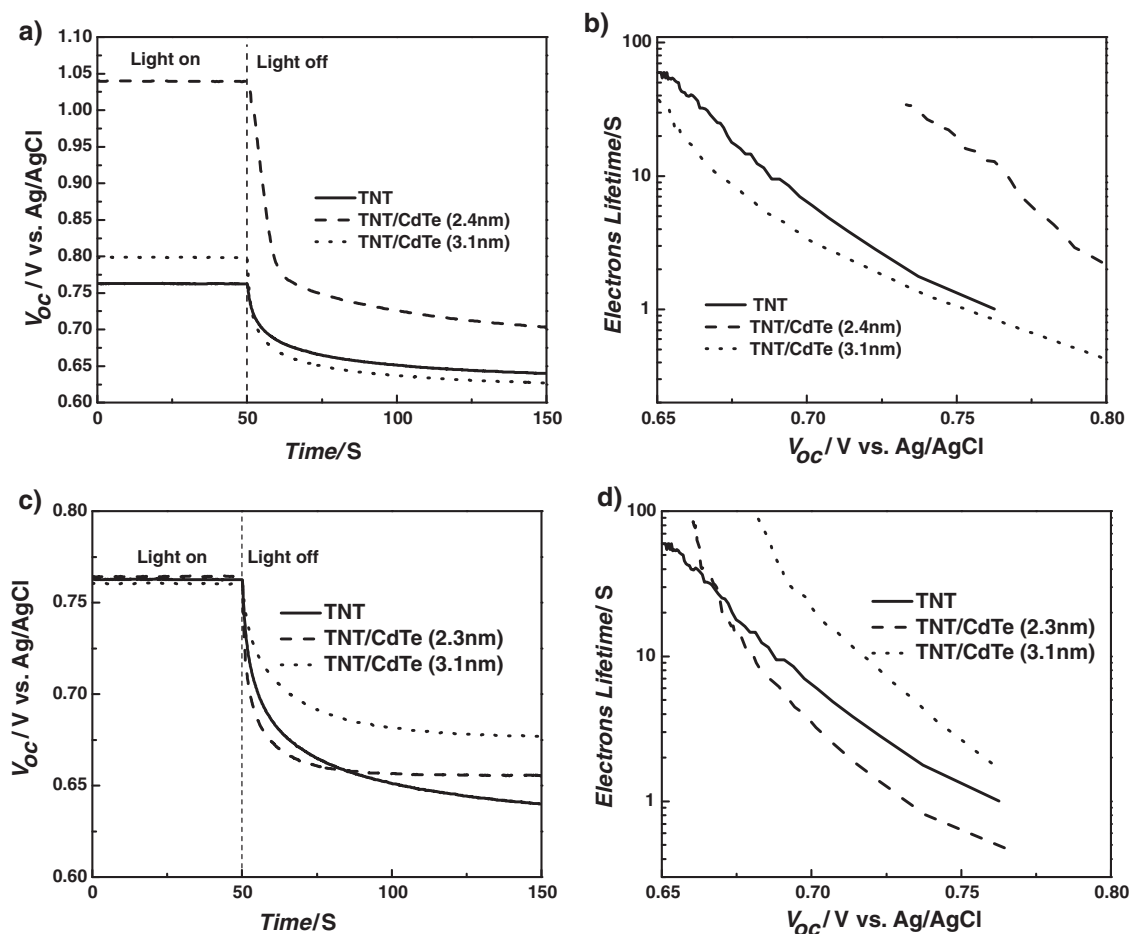 a)
1.10
1.05
1.00
0.95
0.90
0.85
0.80
0.75
0.70
0.65
0.60
Voc / V vs. Ag/AgCl
Light on
Light off
TNT
TNT/CdTe (2.4nm)
TNT/CdTe (3.1nm)
0
50
100
150
Time/S
b)
100
10
1
Electrons Lifetime/S
TNT
TNT/CdTe (2.4nm)
TNT/CdTe (3.1nm)
0.65
0.70
0.75
0.80
Voc / V vs. Ag/AgCl
c)
0.80
0.75
0.70
0.65
0.60
Voc / V vs. Ag/AgCl
Light on
Light off
TNT
TNT/CdTe (2.3nm)
TNT/CdTe (3.1nm)
0
50
100
150
Time/S
d)
100
10
1
Electrons Lifetime/ S
TNT
TNT/CdTe (2.3nm)
TNT/CdTe (3.1nm)
0.65
0.70
0.75
0.80
Voc / V vs. Ag/AgCl